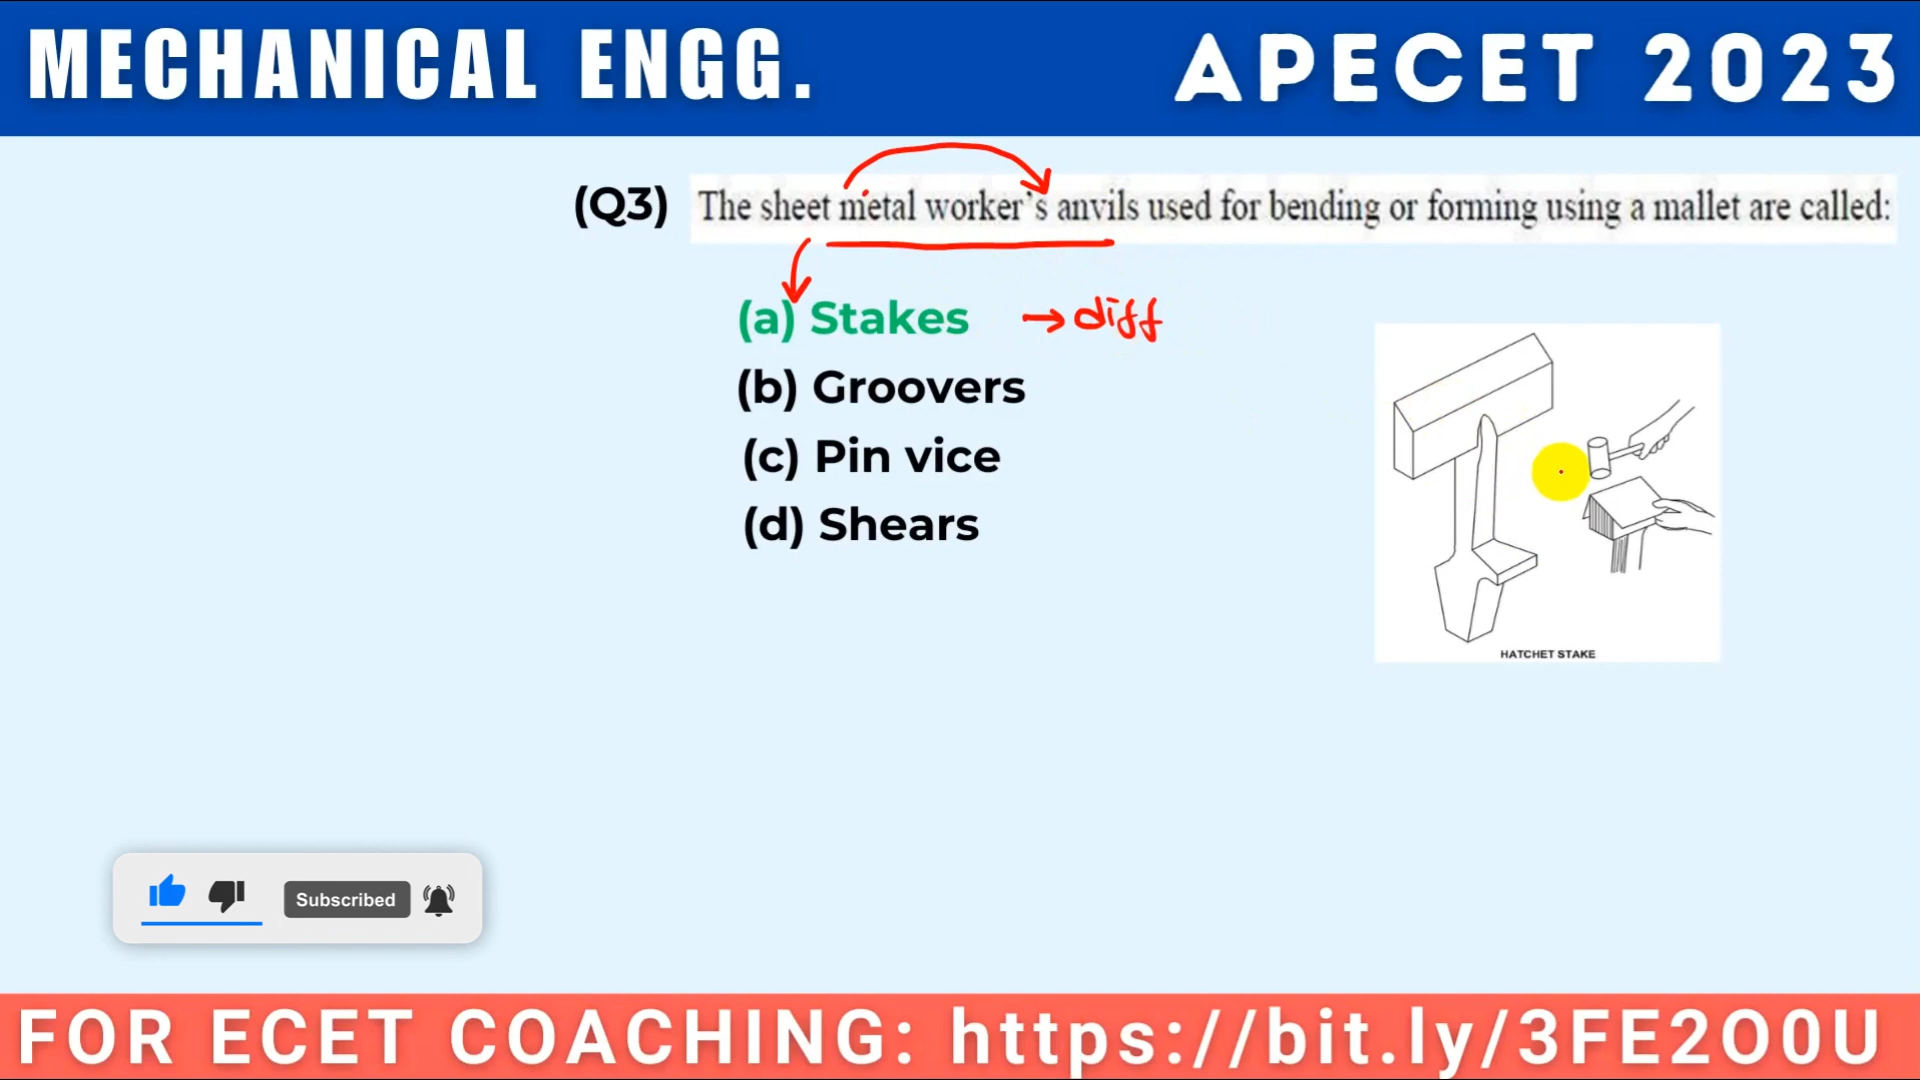 MECHANICAL ENGG.
APECET 2023
(Q3) The sheet metal worker's anvils used for bending or forming using a mallet are called:
(a) Stakes → diff
(b) Groovers
(c) Pin vice
(d) Shears
HATCHET STAKE
Subscribed
FOR ECET COACHING: https://bit.ly/3FE2O0U